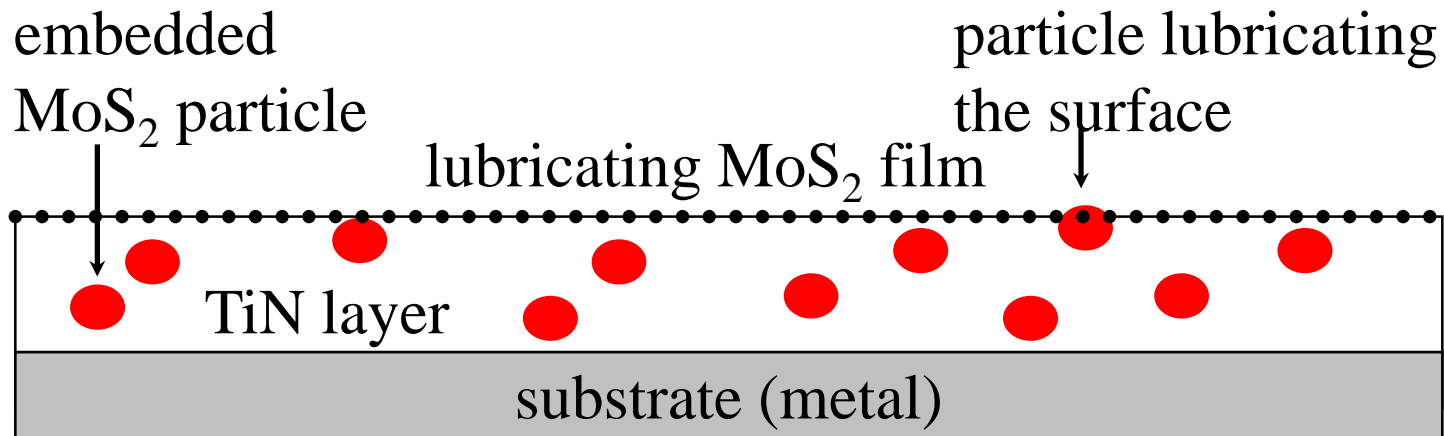 embedded
MoS₂ particle
particle lubricating
the surface
lubricating MoS₂ film
TiN layer
substrate (metal)